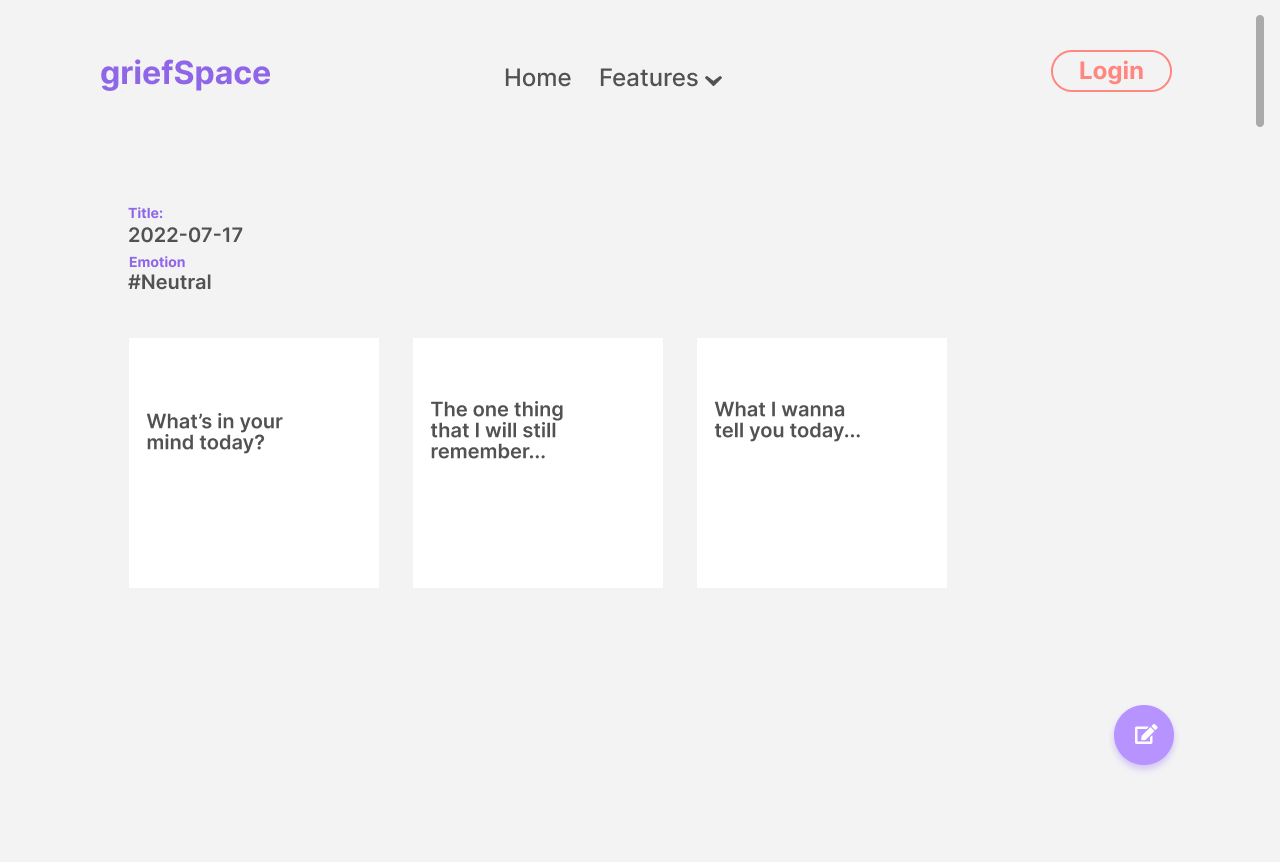 griefSpace
Home Features
Login
Title:
2022-07-17
Emotion
#Neutral
What’s in your
mind today?
The one thing
that I will still
remember...
What I wanna
tell you today...